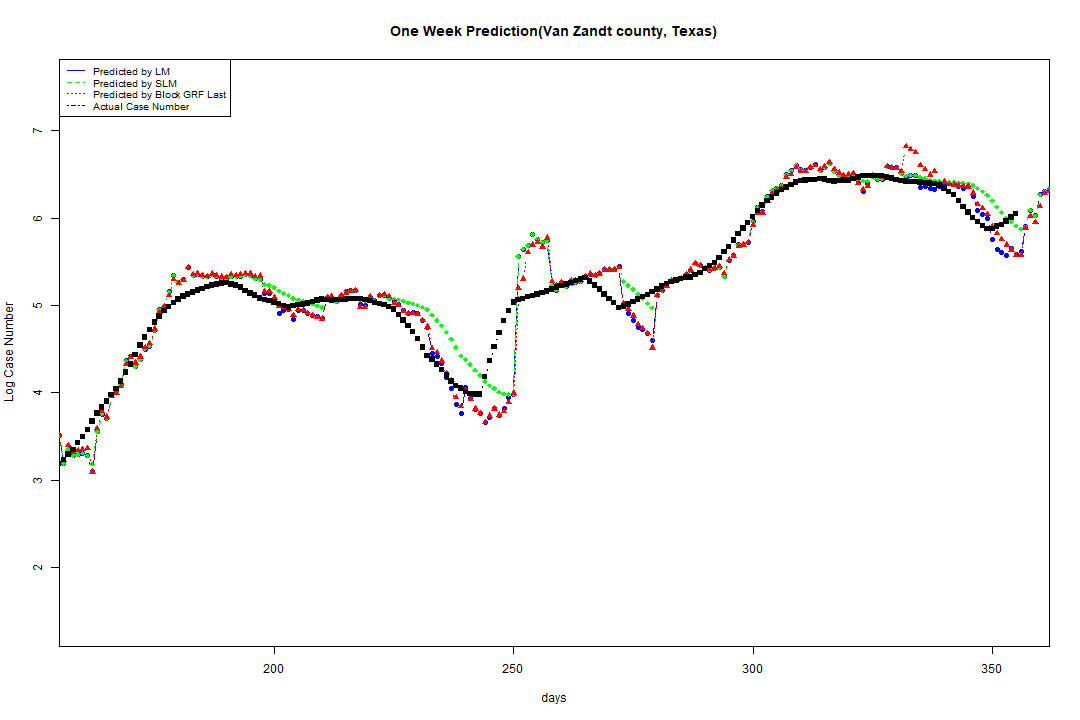 One Week Prediction(Van Zandt county, Texas)
Predicted by LM
Predicted by SLM
Predicted by Block GRF Last
Actual Case Number
7
6
5
4
3
2
Log Case Number
200
250
300
350
days